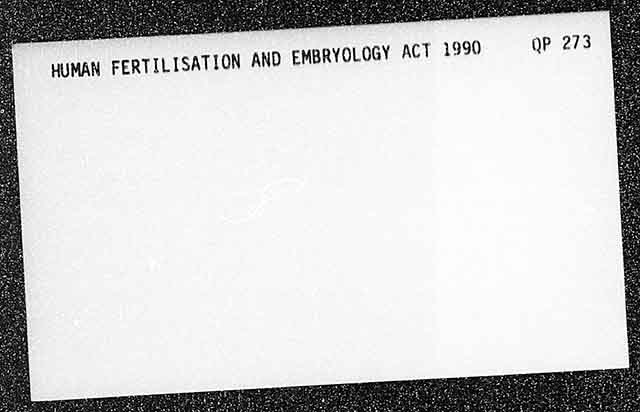 HUMAN FERTILISATION AND EMBRYOLOGY ACT 1990 QP 273